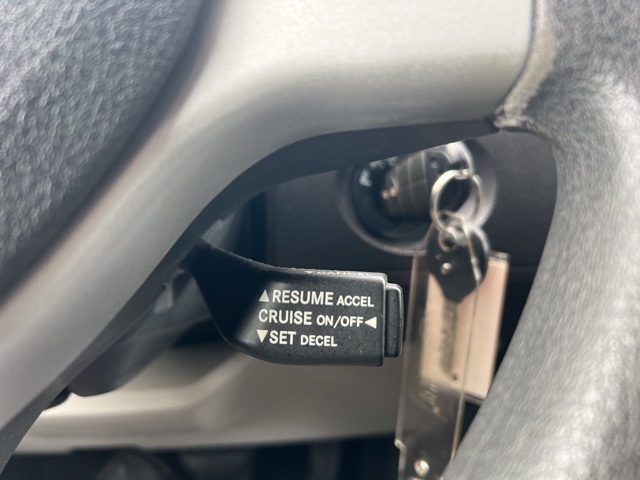 ▲RESUME ACCEL
CRUISE ON/OFF◀
▼SET DECEL